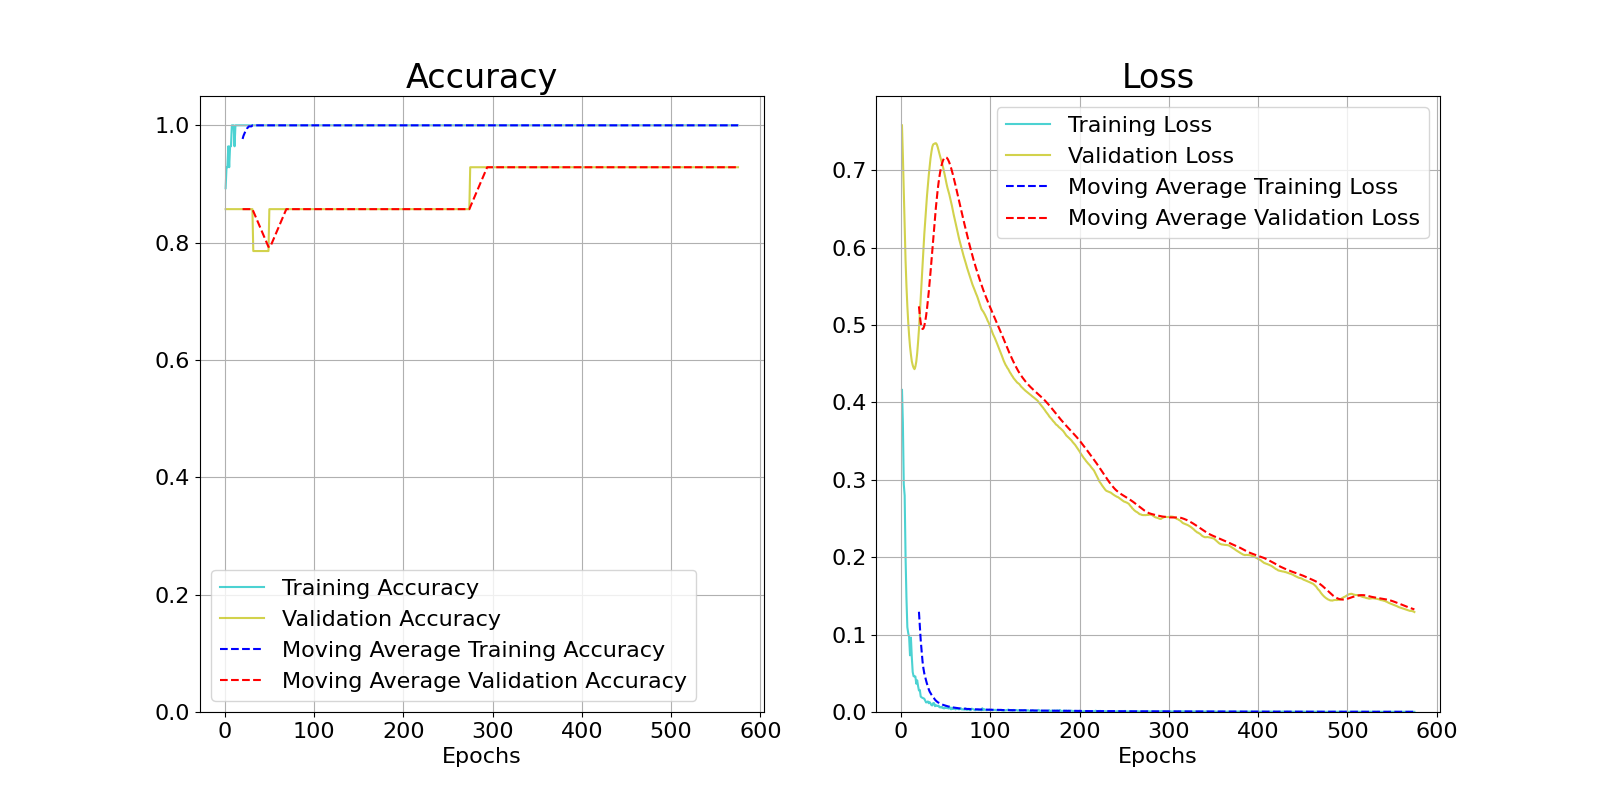 Accuracy
1.0
0.8
0.6
0.4
0.2
0.0
Training Accuracy
Validation Accuracy
Moving Average Training Accuracy
Moving Average Validation Accuracy
0 100 200 300 400 500 600
Epochs
Loss
0.7
0.6
0.5
0.4
0.3
0.2
0.1
0.0
Training Loss
Validation Loss
Moving Average Training Loss
Moving Average Validation Loss
0 100 200 300 400 500 600
Epochs